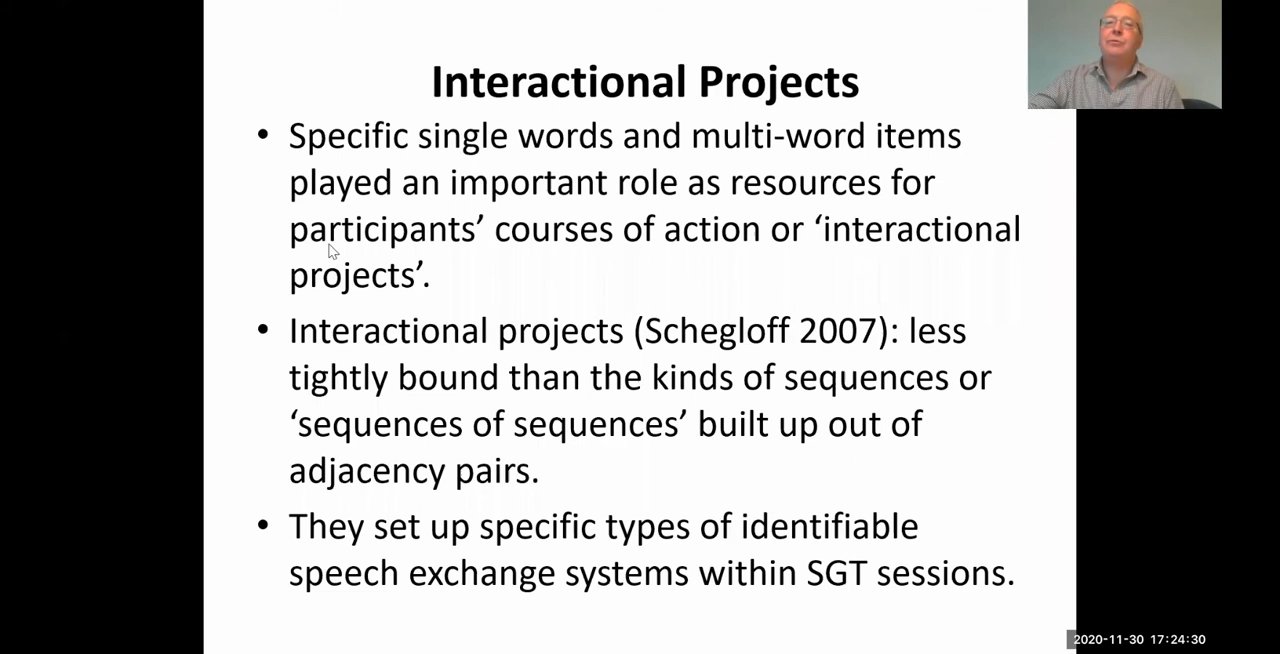 Interactional Projects
• Specific single words and multi-word items
played an important role as resources for
participants’ courses of action or ‘interactional
projects’.
• Interactional projects (Schegloff 2007): less
tightly bound than the kinds of sequences or
‘sequences of sequences’ built up out of
adjacency pairs.
• They set up specific types of identifiable
speech exchange systems within SGT sessions.
2020-11-30 17:24:30